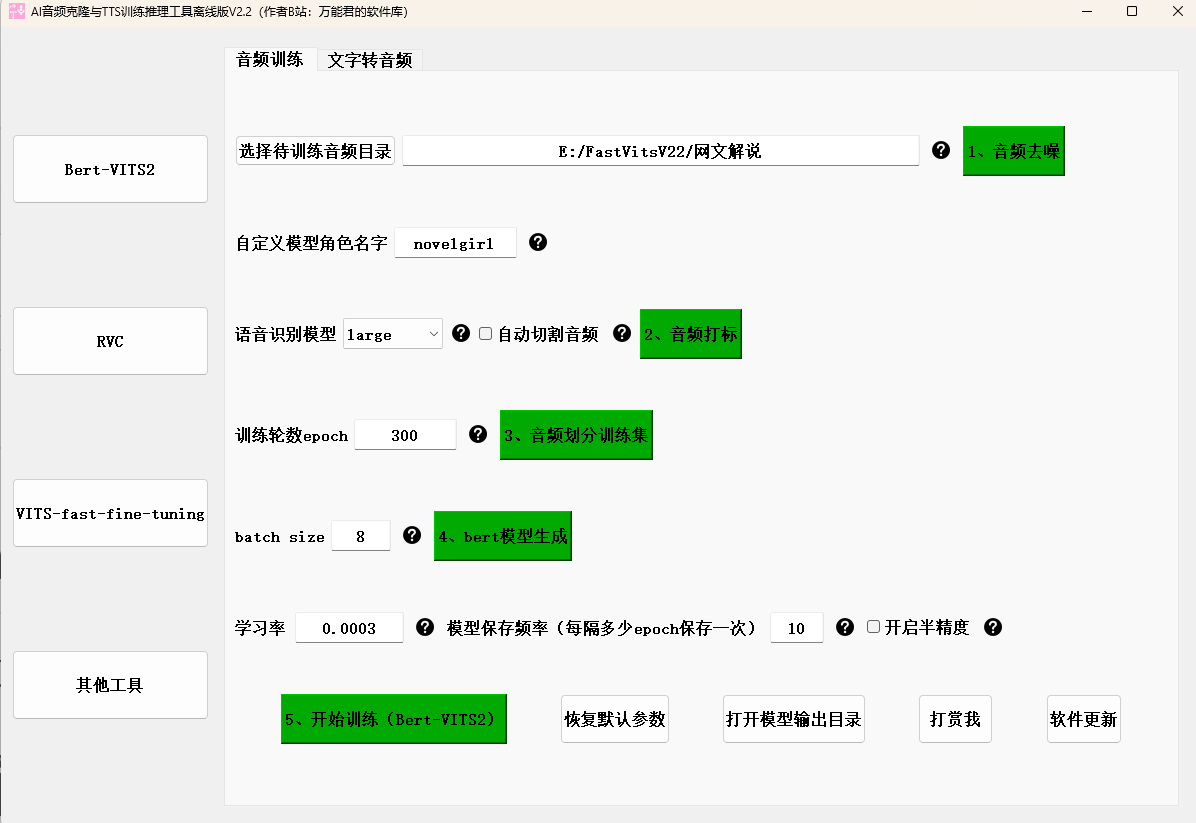 AI音频克隆与TTS训练推理工具离线版V2.2（作者B站：万能君的软件库）
音频训练 文字转音频
Bert-VITS2
选择待训练音频目录 E:/FastVitsV22/网文解说 ? 1、音频去噪
自定义模型角色名字 novelgirl ?
RVC
语音识别模型 large ? 自动切割音频 ? 2、音频打标
训练轮数epoch 300 ? 3、音频划分训练集
VITS-fast-fine-tuning
batch size 8 ? 4、bert模型生成
学习率 0.0003 ? 模型保存频率（每隔多少epoch保存一次） 10 ? 开启半精度 ?
其他工具
5、开始训练（Bert-VITS2） 恢复默认参数 打开模型输出目录 打赏我 软件更新